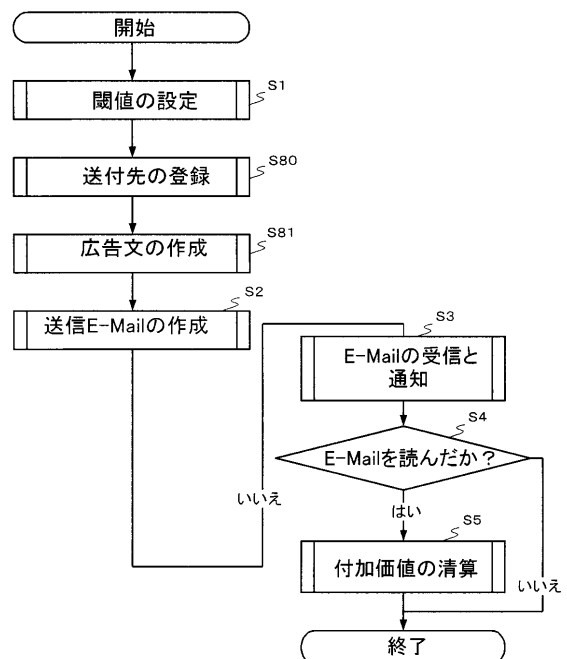 開始
S1
閾値の設定
S80
送付先の登録
S81
広告文の作成
S2
送信E-Mailの作成
S3
E-Mailの受信と
通知
S4
E-Mailを読んだか？
いいえ
はい
S5
付加価値の清算
いいえ
終了